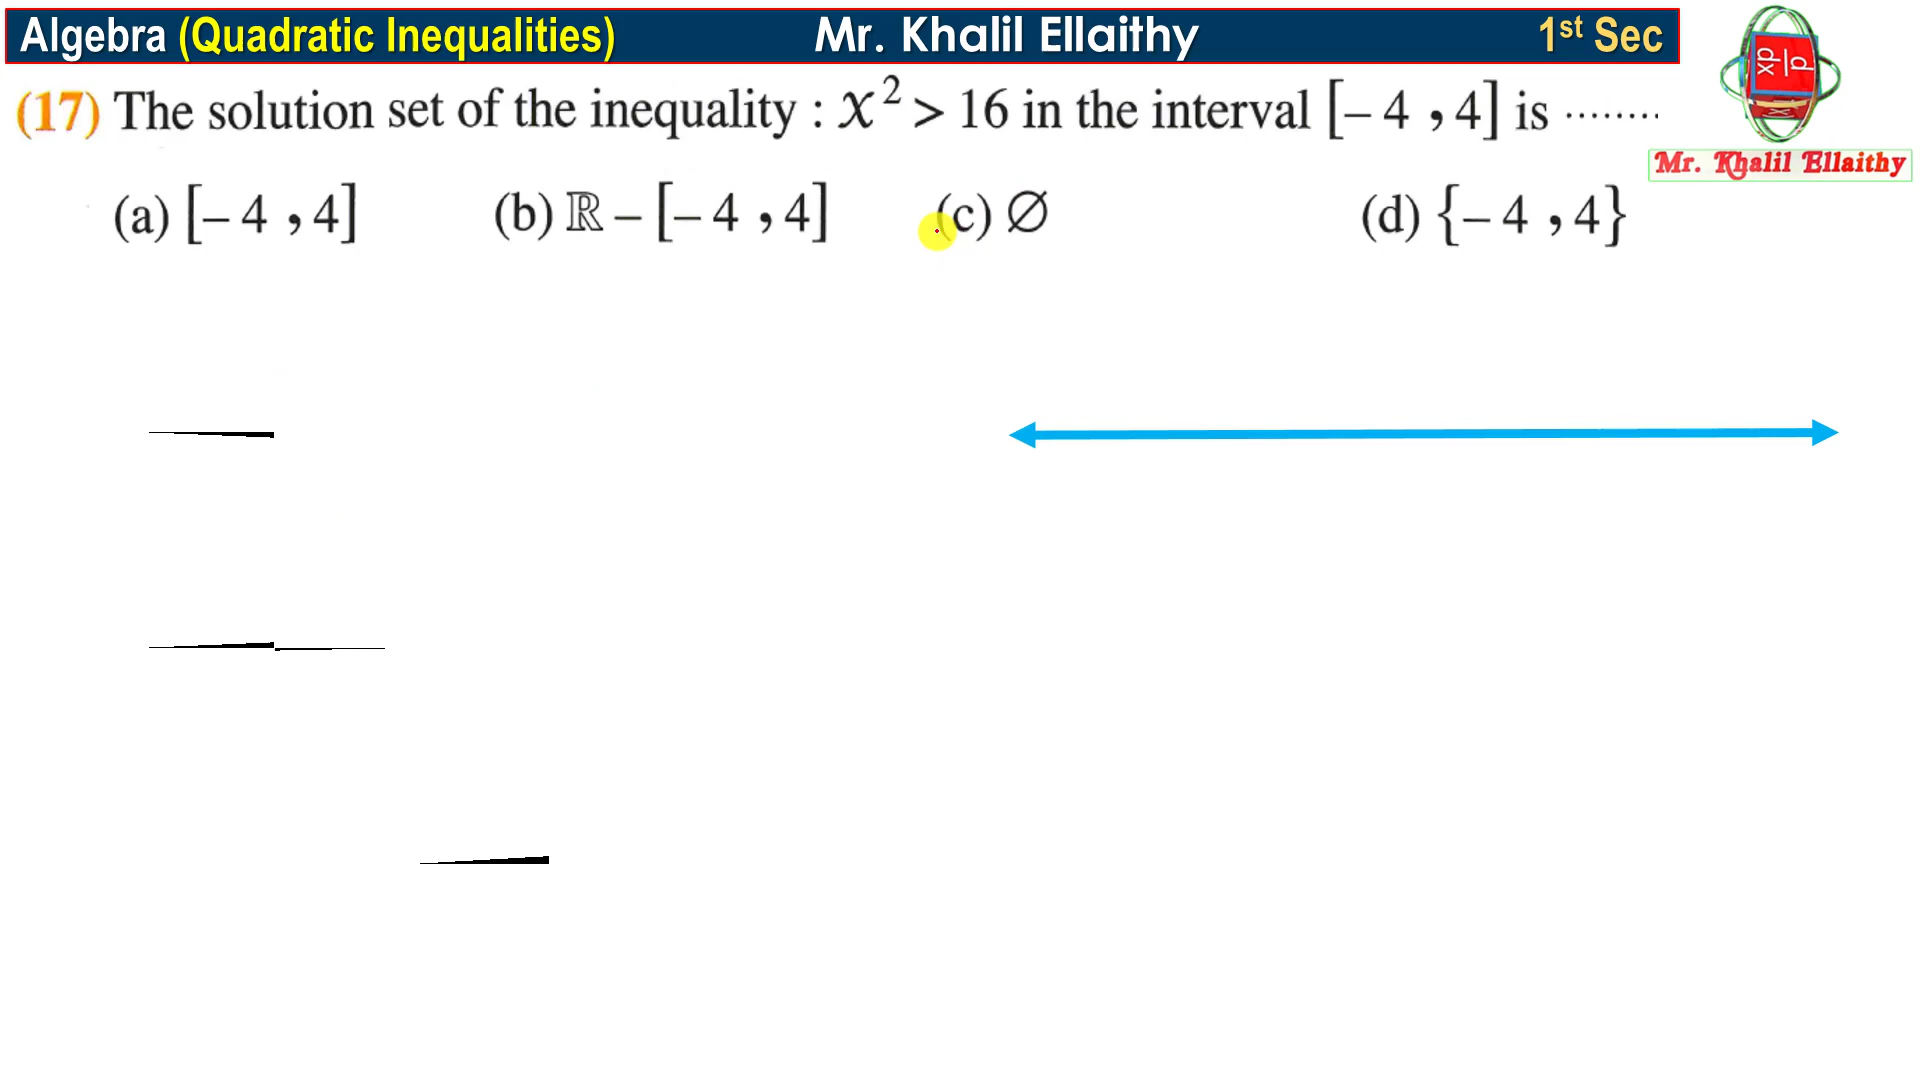 Algebra (Quadratic Inequalities) Mr. Khalil Ellaithy 1st Sec
d
dx
(17) The solution set of the inequality : x² > 16 in the interval [– 4 , 4] is ........
Mr. Khalil Ellaithy
(a) [– 4 , 4] (b) ℝ – [– 4 , 4] (c) ∅ (d) {– 4 , 4}